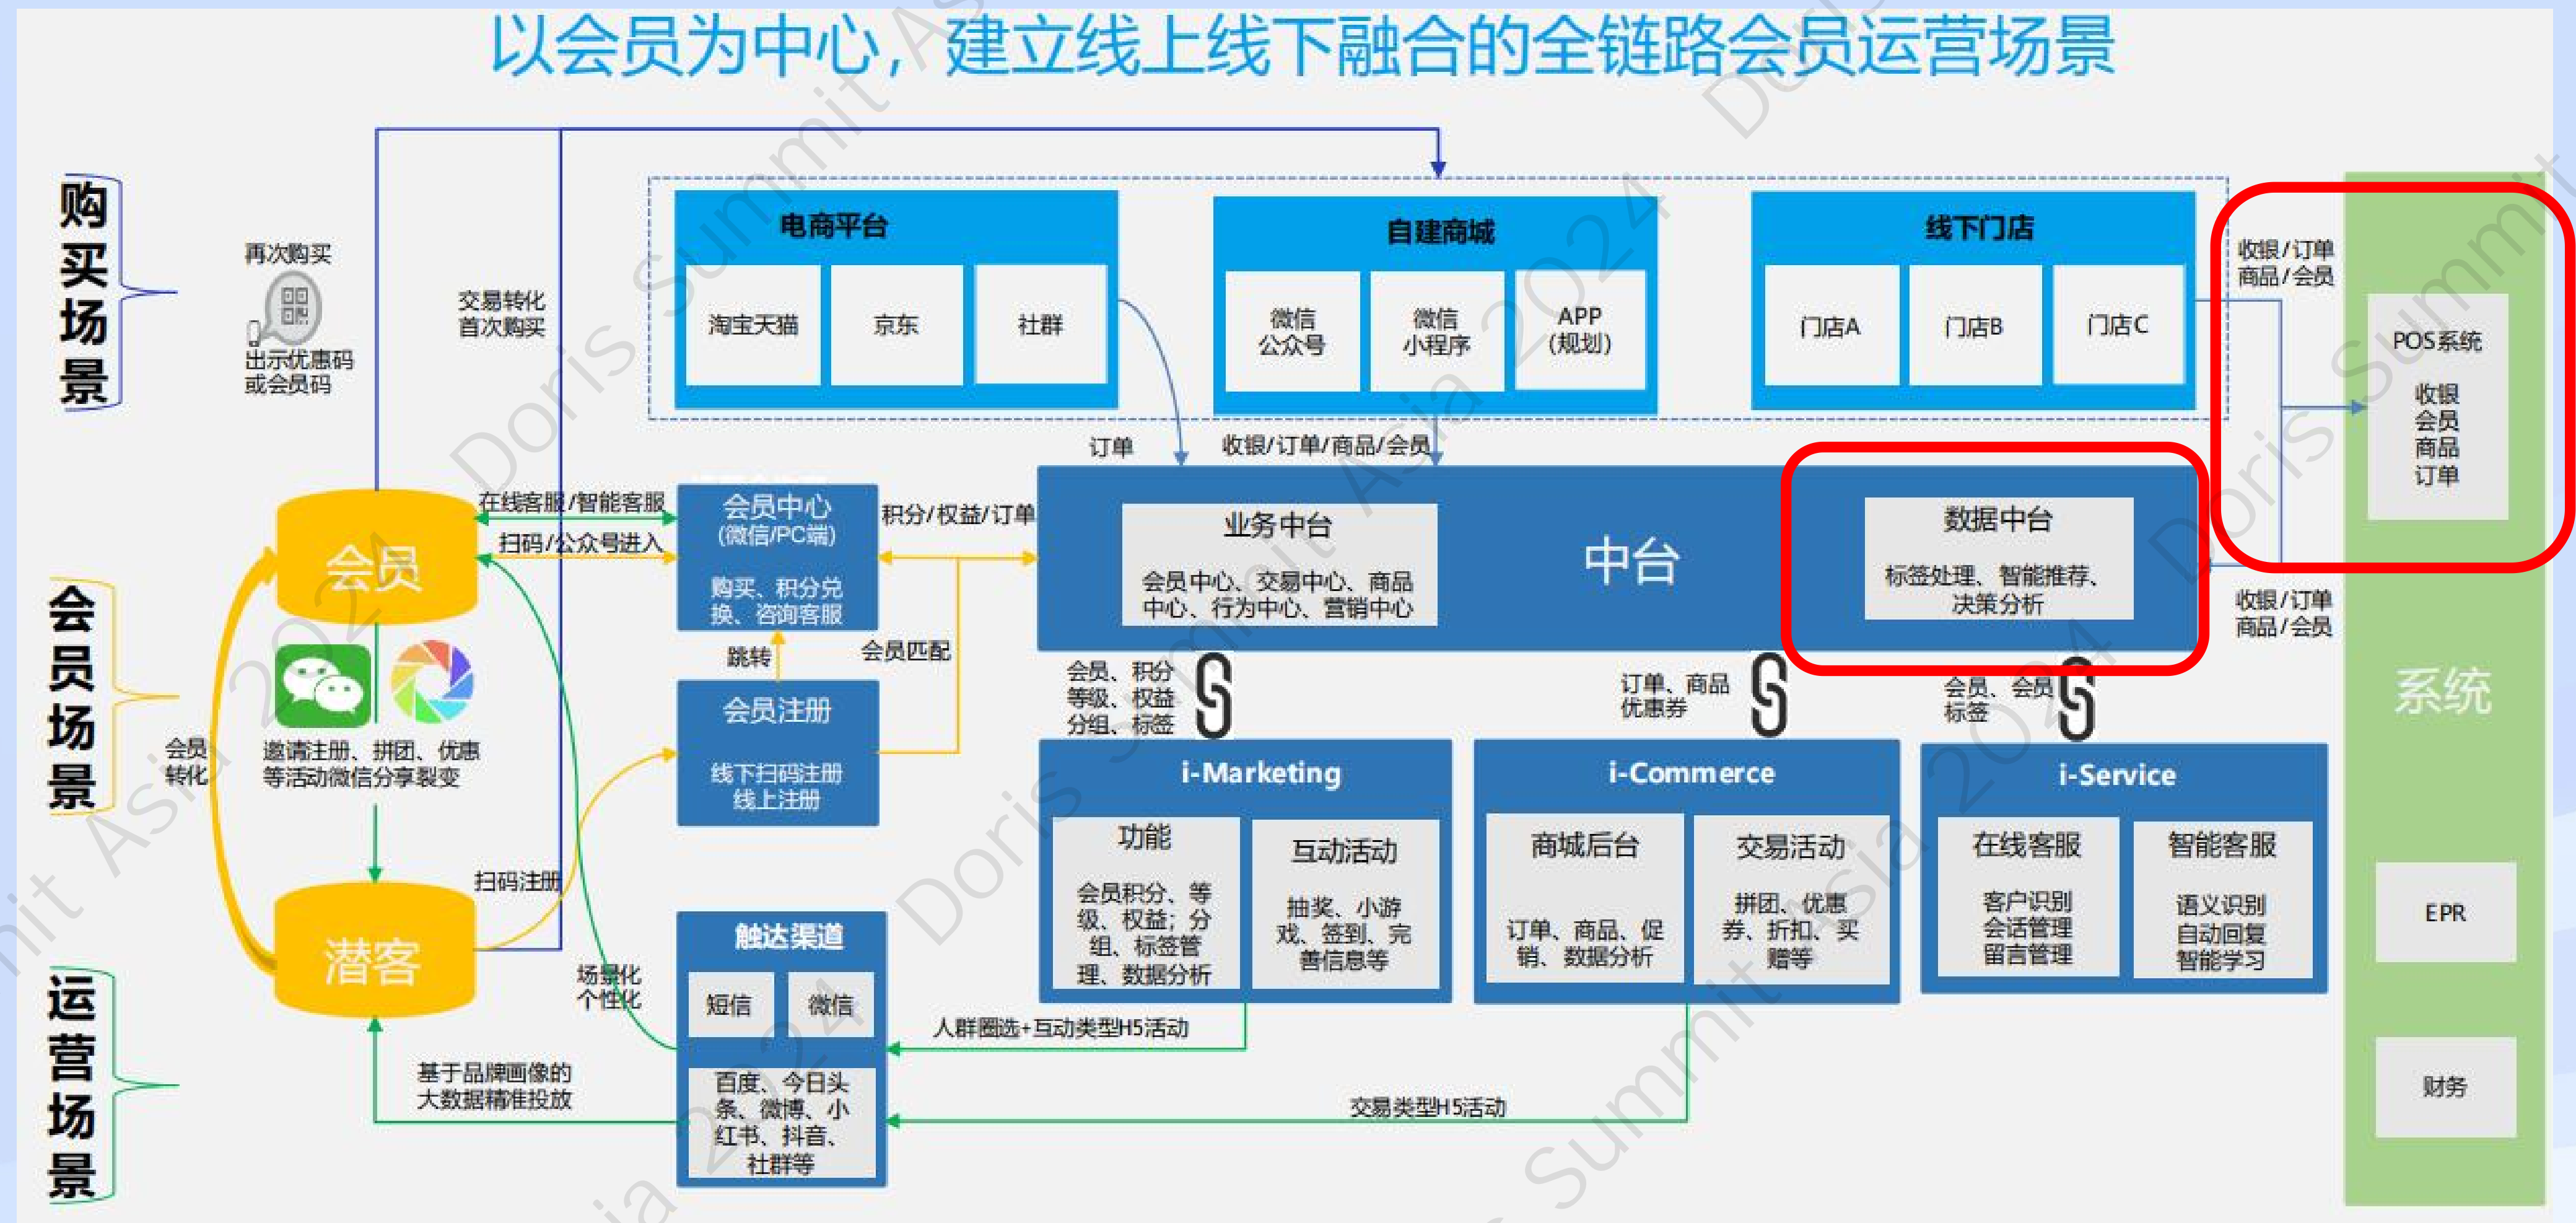 以会员为中心，建立线上线下融合的全链路会员运营场景
购买场景
再次购买
出示优惠码
或会员码
交易转化
首次购买
电商平台
淘宝天猫
京东
社群
自建商城
微信
公众号
微信
小程序
APP
(规划)
线下门店
门店A
门店B
门店C
收银/订单
商品/会员
POS系统
收银
会员
商品
订单
订单
收银/订单/商品/会员
会员场景
会员
在线客服/智能客服
扫码/公众号进入
会员中心
(微信/PC端)
购买、积分兑
换、咨询客服
积分/权益/订单
跳转
会员匹配
会员注册
线下扫码注册
线上注册
业务中台
会员中心、交易中心、商品
中心、行为中心、营销中心
中台
数据中台
标签处理、智能推荐、
决策分析
收银/订单
商品/会员
系统
会员
转化
邀请注册、拼团、优惠
等活动微信分享裂变
扫码注册
潜客
会员、积分
等级、权益
分组、标签
订单、商品
优惠券
会员、会员
标签
i-Marketing
功能
会员积分、等
级、权益；分
组、标签管
理、数据分析
互动活动
抽奖、小游
戏、签到、完
善信息等
i-Commerce
商城后台
订单、商品、促
销、数据分析
交易活动
拼团、优惠
券、折扣、买
赠等
i-Service
在线客服
客户识别
会话管理
留言管理
智能客服
语义识别
自动回复
智能学习
EPR
财务
运营场景
场景化
个性化
基于品牌画像的
大数据精准投放
触达渠道
短信
微信
百度、今日头
条、微博、小
红书、抖音、
社群等
人群圈选+互动类型H5活动
交易类型H5活动
Doris Summit Asia 2024